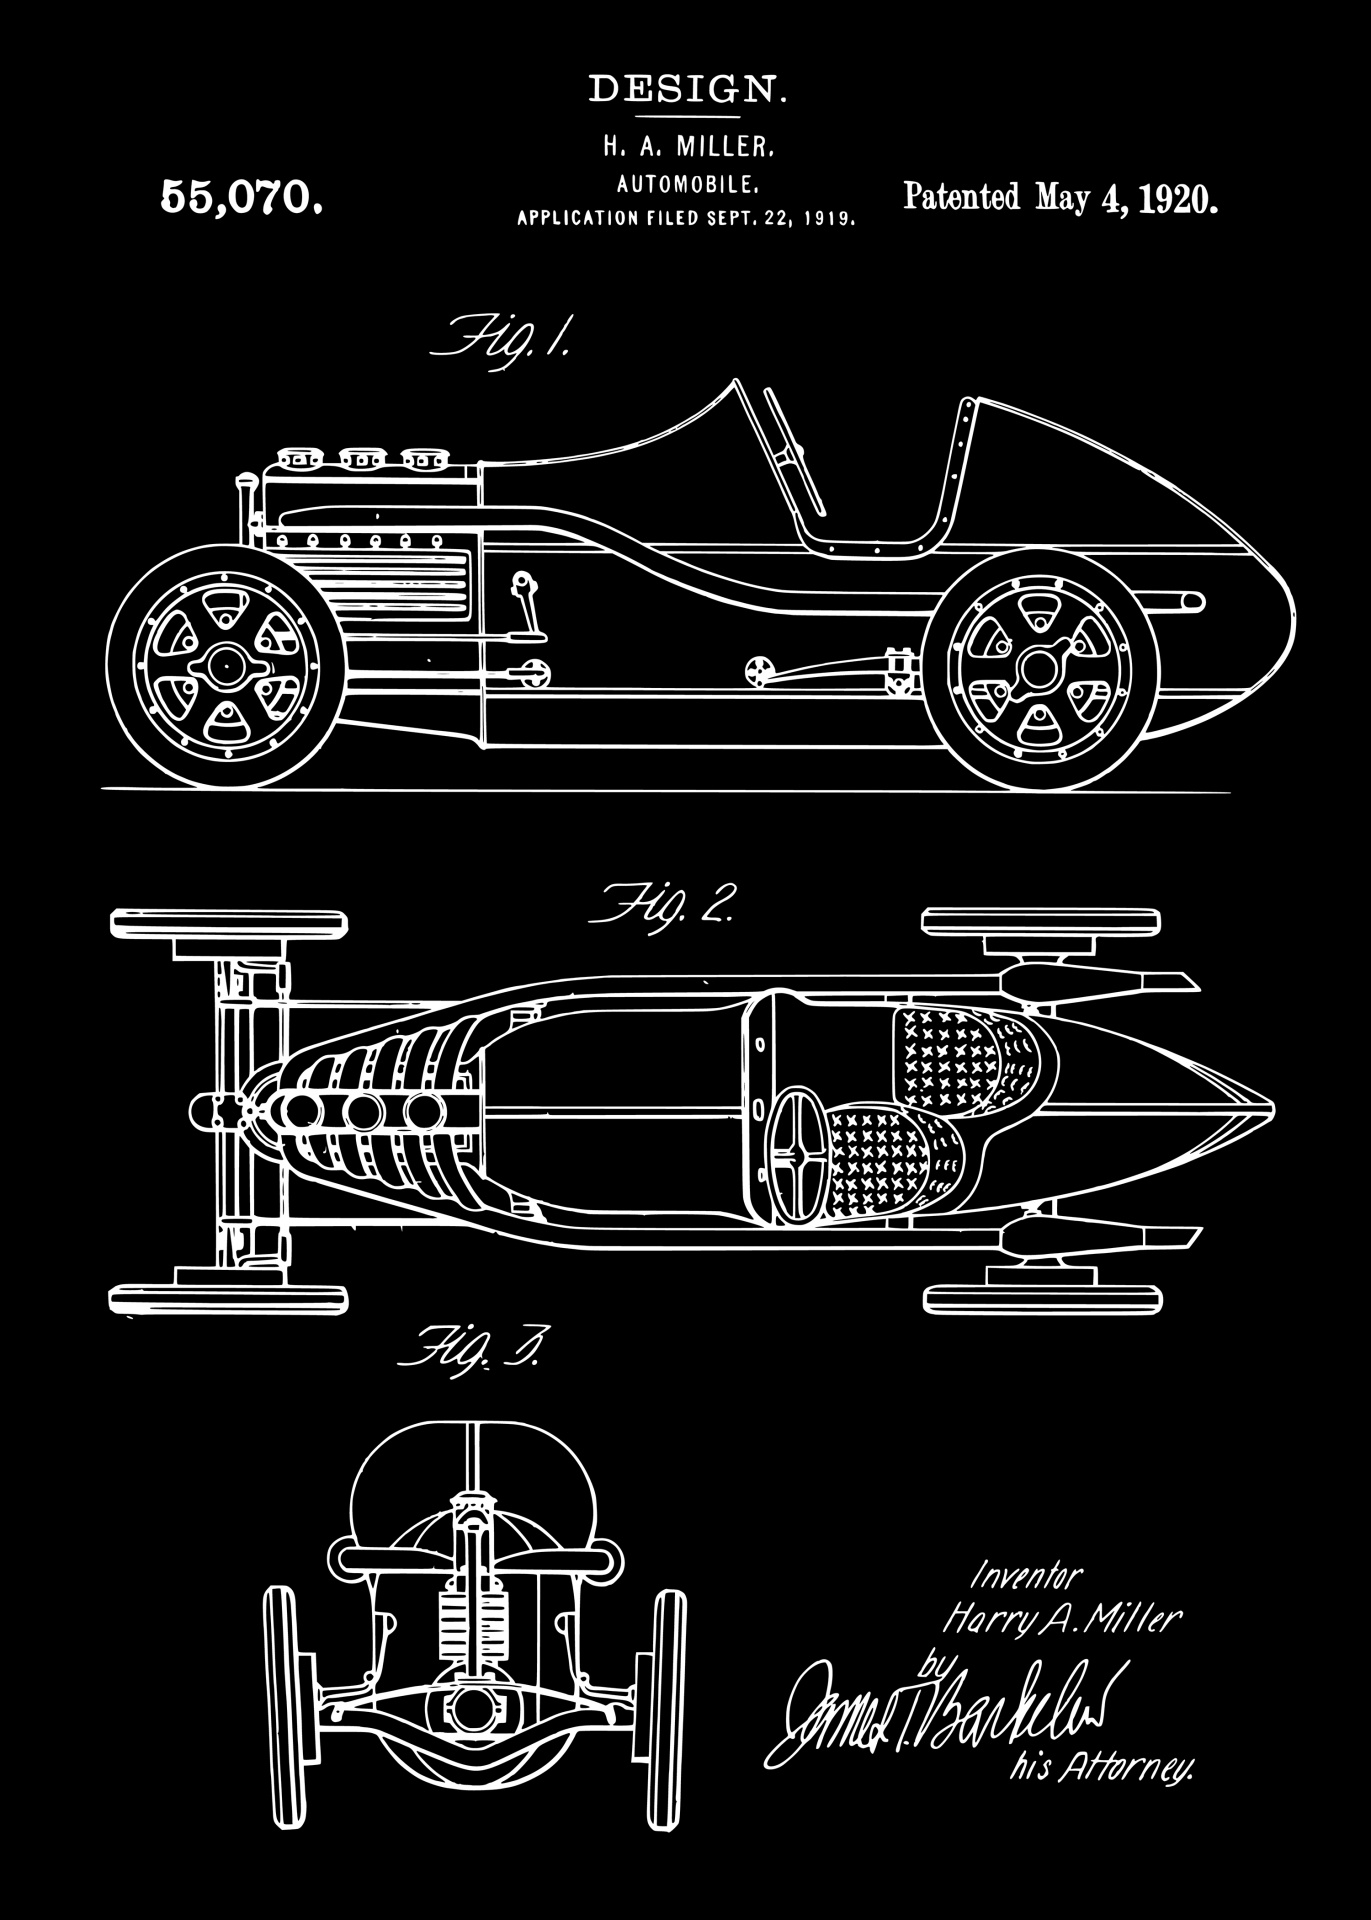 DESIGN.
H. A. MILLER.
AUTOMOBILE.
APPLICATION FILED SEPT. 22, 1919.
55,070.
Patented May 4, 1920.
Fig. 1.
Fig. 2.
Fig. 3.
Inventor
Harry A. Miller
by
James T. Barkelew
his Attorney.